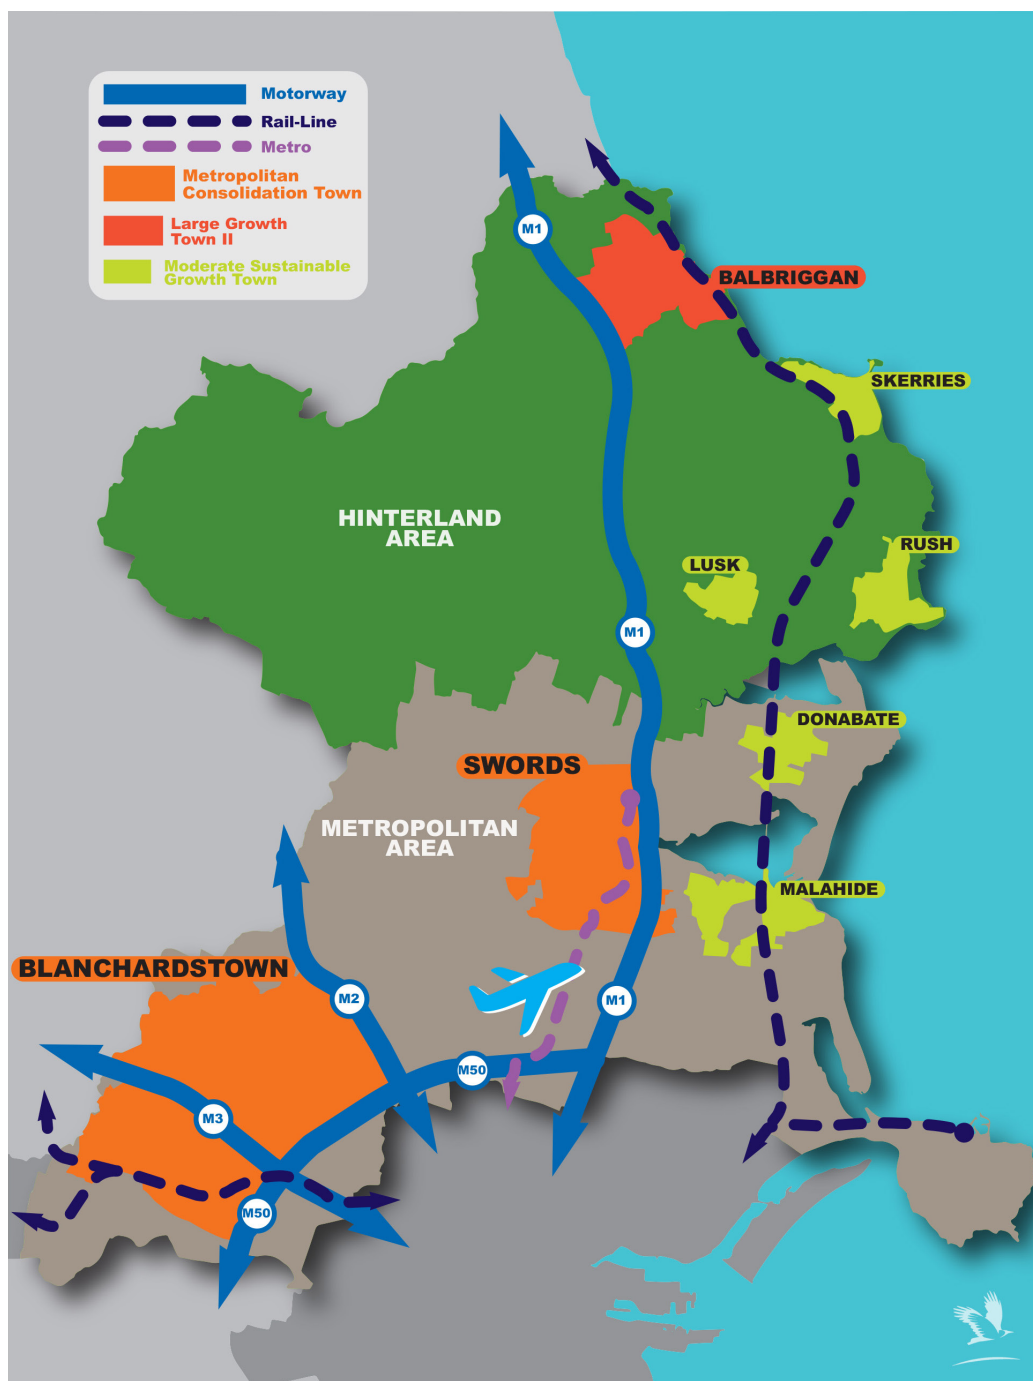 Motorway
Rail-Line
Metro
Metropolitan
Consolidation Town
Large Growth
Town II
Moderate Sustainable
Growth Town
M1
BALBRIGGAN
SKERRIES
HINTERLAND
AREA
RUSH
LUSK
M1
DONABATE
SWORDS
METROPOLITAN
AREA
MALAHIDE
BLANCHARDSTOWN
M2
M1
M50
M3
M50